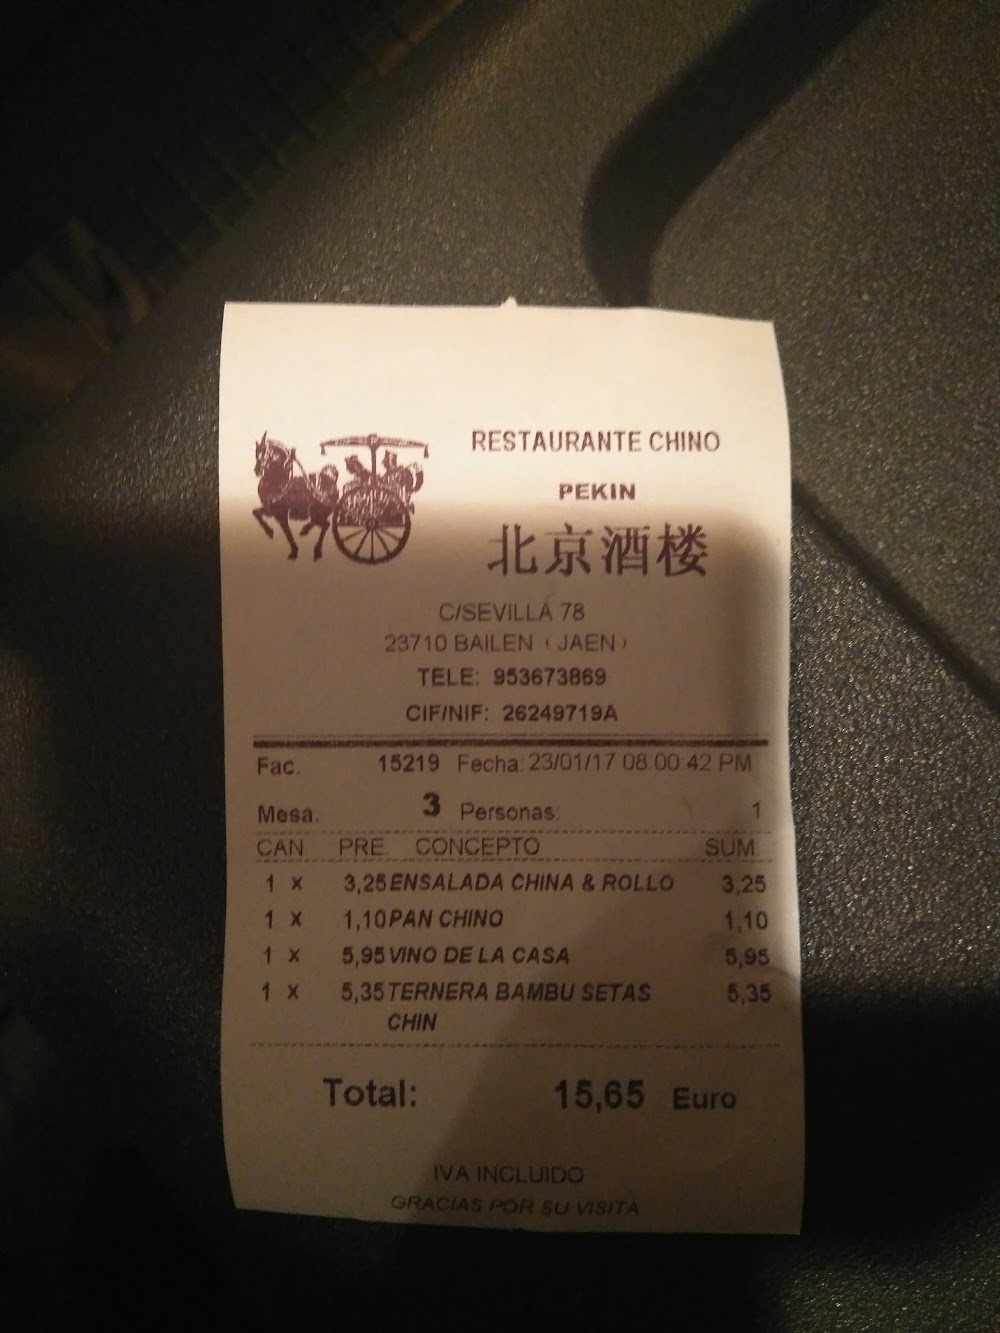 RESTAURANTE CHINO
PEKIN
北京酒楼
C/SEVILLA 78
23710 BAILEN (JAEN)
TELE: 953673869
CIF/NIF: 26249719A
Fac. 15219 Fecha: 23/01/17 08:00:42 PM
Mesa. 3 Personas: 1
CAN PRE. CONCEPTO SUM.
1 x 3,25 ENSALADA CHINA & ROLLO 3,25
1 x 1,10 PAN CHINO 1,10
1 x 5,95 VINO DE LA CASA 5,95
1 x 5,35 TERNERA BAMBU SETAS 5,35
CHIN
Total: 15,65 Euro
IVA INCLUIDO
GRACIAS POR SU VISITA